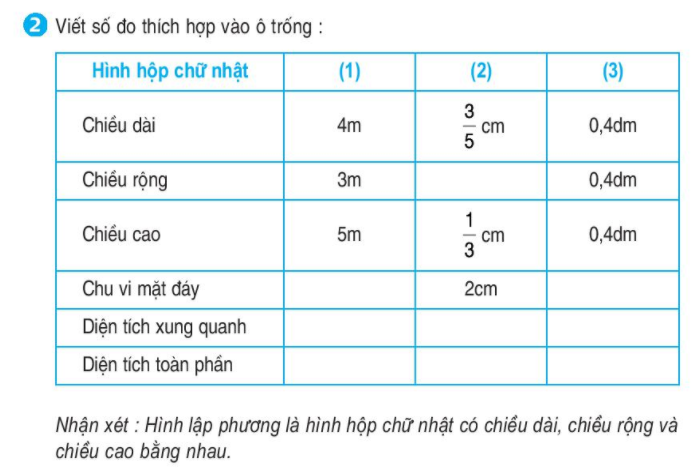 2 Viết số đo thích hợp vào ô trống :
Hình hộp chữ nhật (1) (2) (3)
Chiều dài 4m 3/5 cm 0,4dm
Chiều rộng 3m 0,4dm
Chiều cao 5m 1/3 cm 0,4dm
Chu vi mặt đáy 2cm
Diện tích xung quanh
Diện tích toàn phần
Nhận xét : Hình lập phương là hình hộp chữ nhật có chiều dài, chiều rộng và
chiều cao bằng nhau.